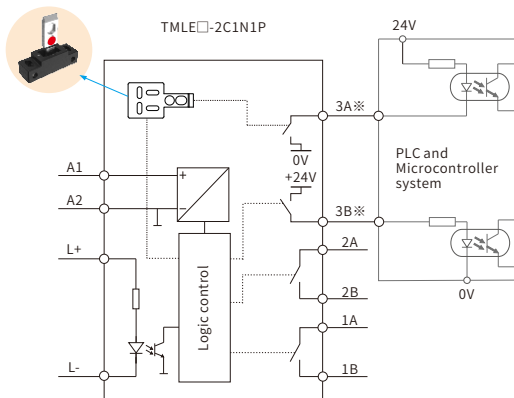 TMLE□-2C1N1P
24V
3A※
0V
+24V
PLC and
Microcontroller
system
A1
+
A2
−
3B※
L+
2A
Logic control
2B
0V
1A
L-
1B